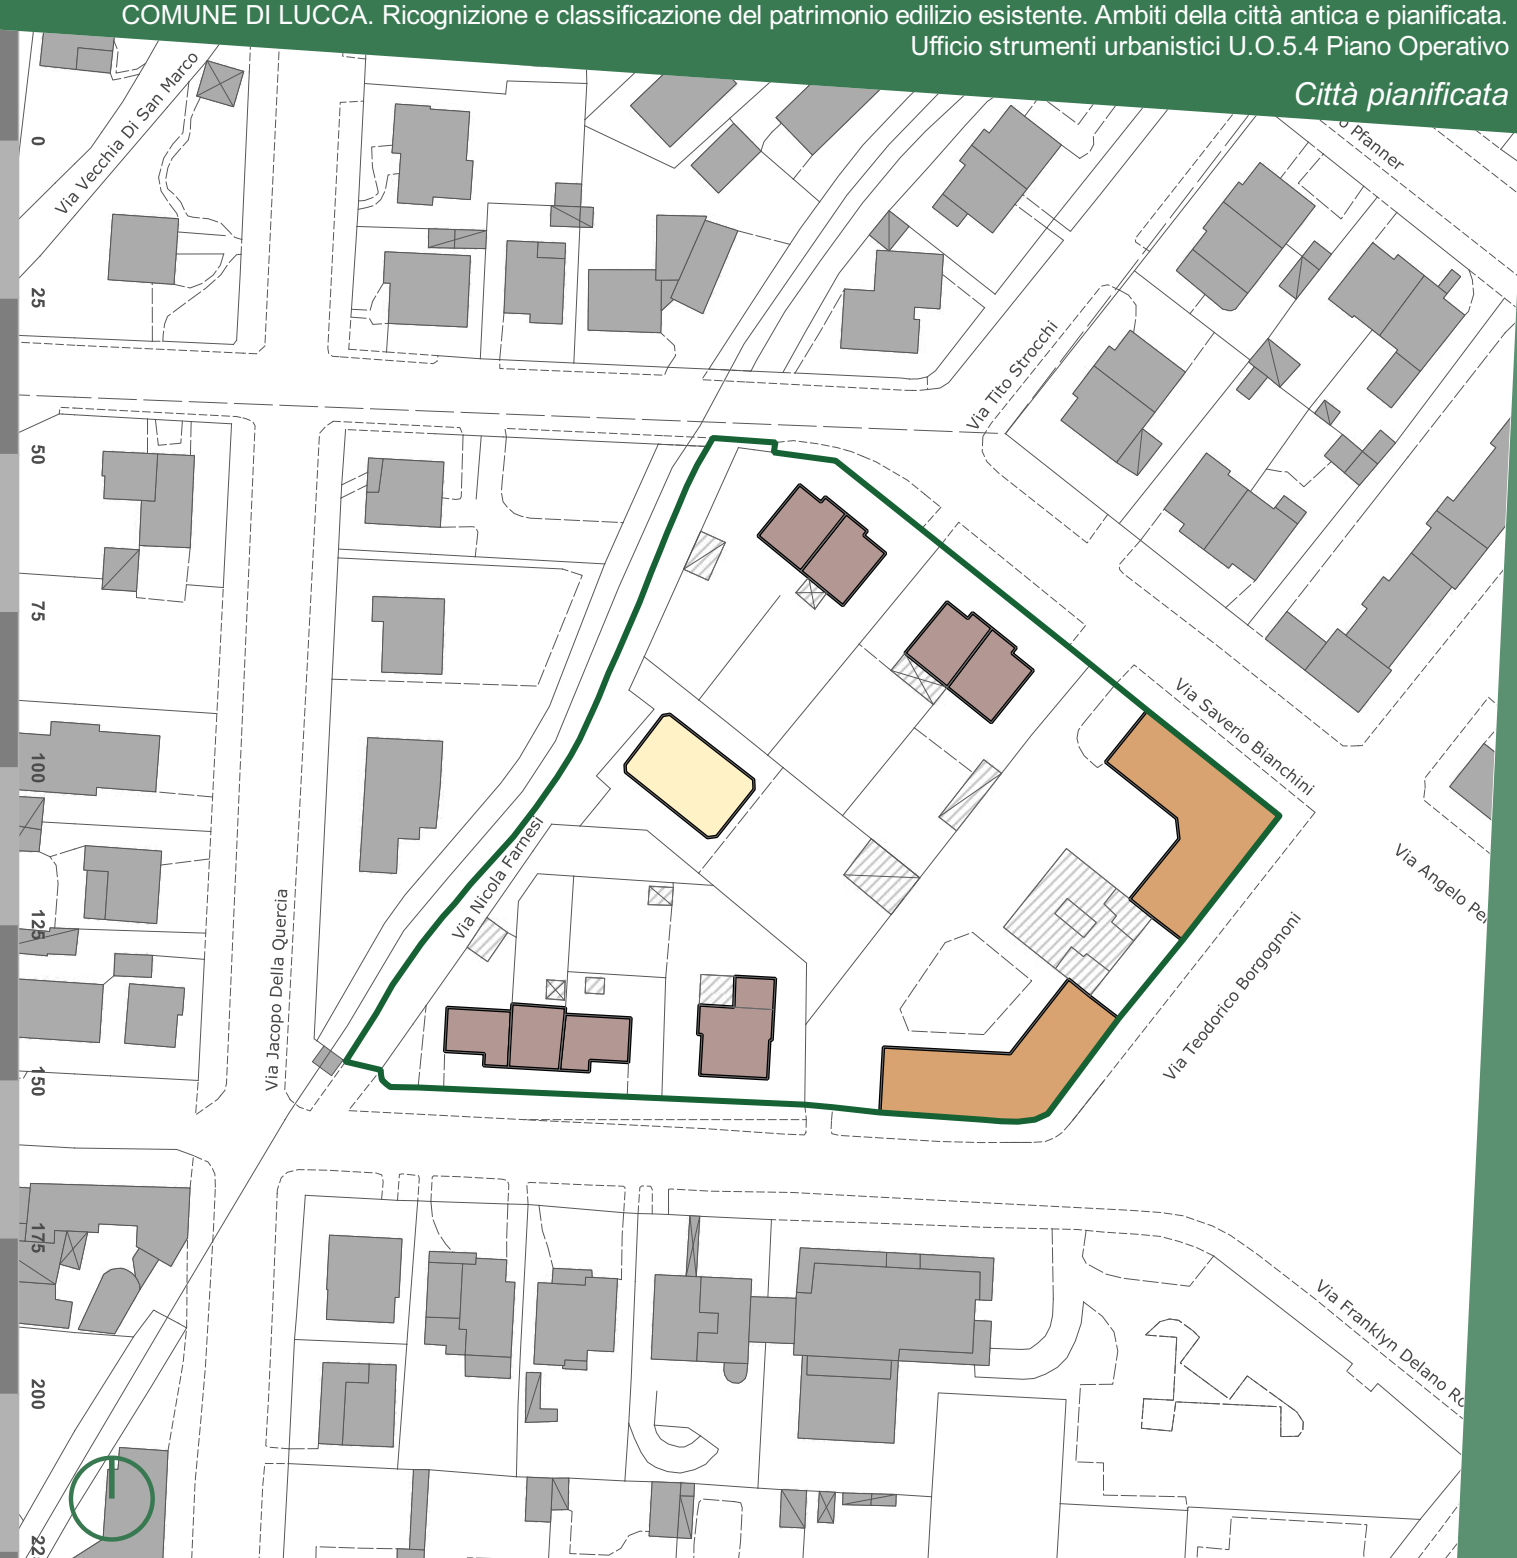 COMUNE DI LUCCA. Ricognizione e classificazione del patrimonio edilizio esistente. Ambiti della città antica e pianificata.
Ufficio strumenti urbanistici U.O.5.4 Piano Operativo
Città pianificata
Via Vecchia Di San Marco
Pfanner
0
25
Via Tito Strocchi
50
75
Via Saverio Bianchini
100
Via Nicola Farnesi
Via Angelo
125
Via Jacopo Della Quercia
Via Teodorico Borgognoni
150
175
Via Franklyn Delano
200